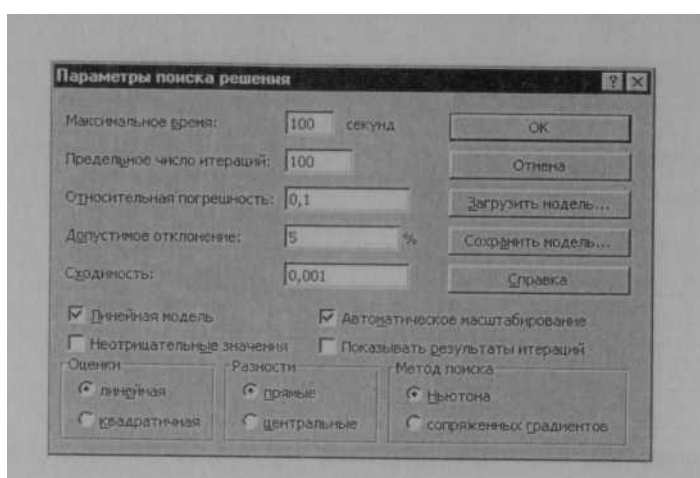 Параметры поиска решения
Максимальное время: 100 секунд
ОК
Предельное число итераций: 100
Отмена
Относительная погрешность: 0,1
Загрузить модель...
Допустимое отклонение: 5 %
Сохранить модель...
Сходимость: 0,001
Справка
Линейная модель
Автоматическое масштабирование
Неотрицательные значения
Показывать результаты итераций
Оценки
линейная
квадратичная
Разности
прямые
центральные
Метод поиска
Ньютона
сопряженных градиентов